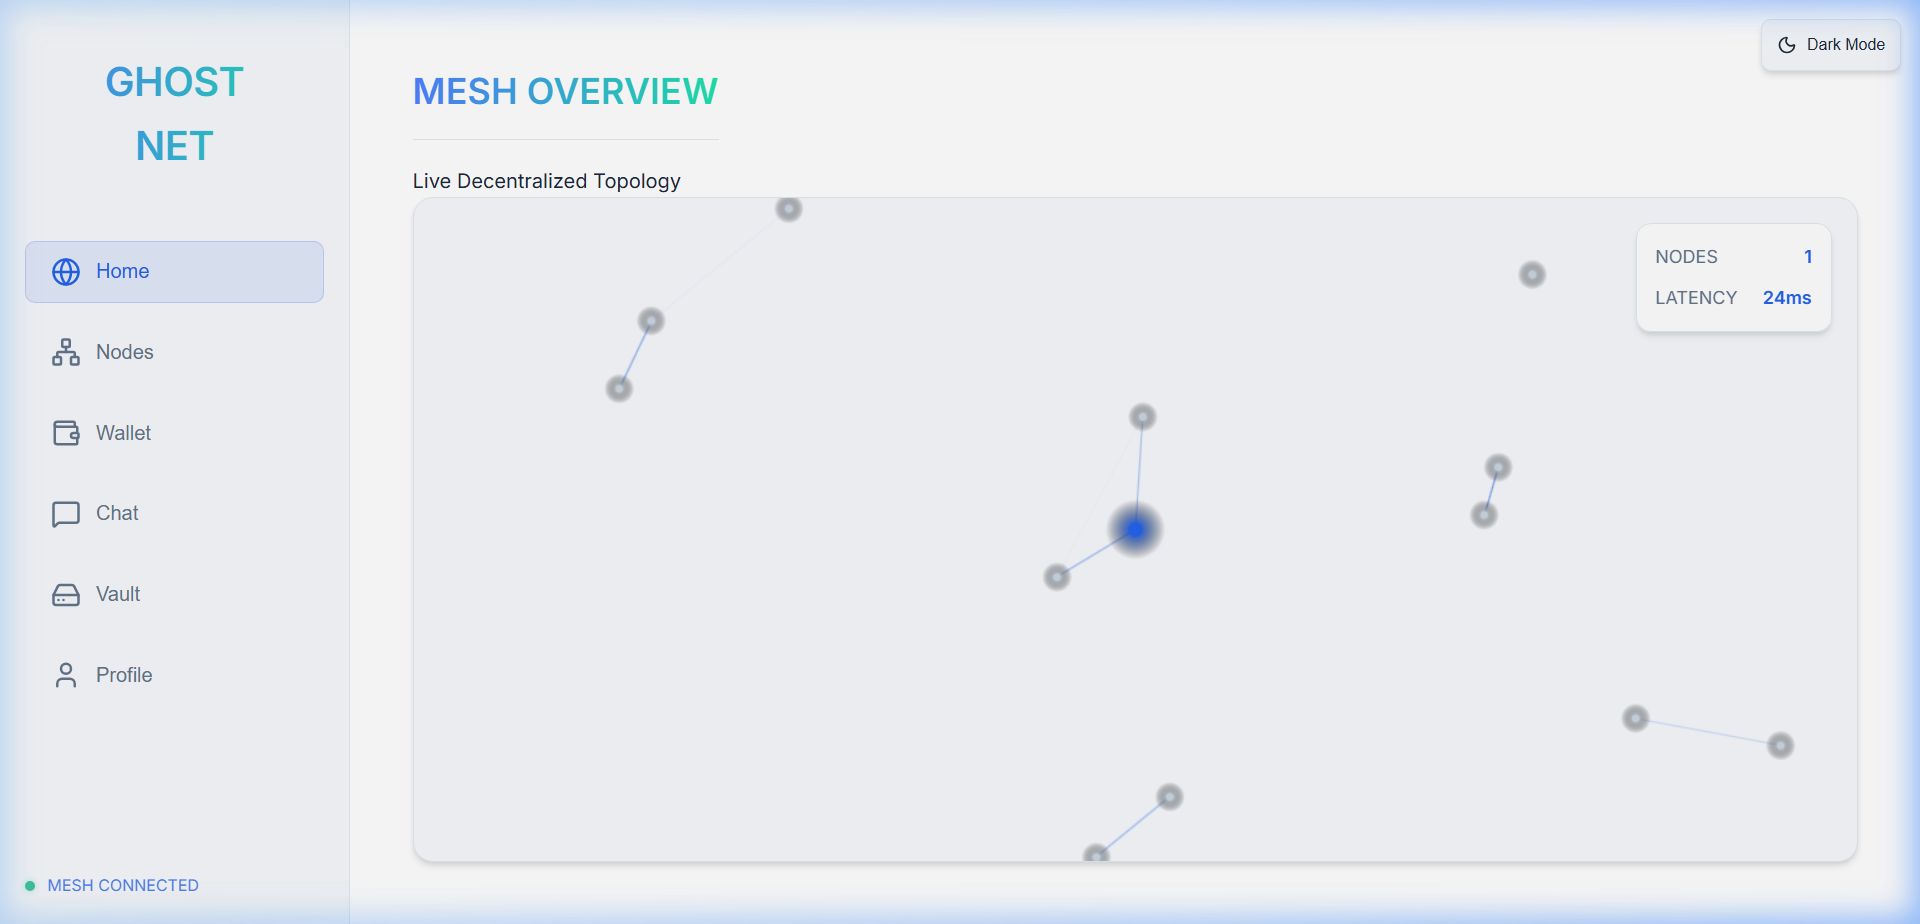 GHOST
NET
Dark Mode
MESH OVERVIEW
Live Decentralized Topology
Home
Nodes
Wallet
Chat
Vault
Profile
NODES 1
LATENCY 24ms
MESH CONNECTED